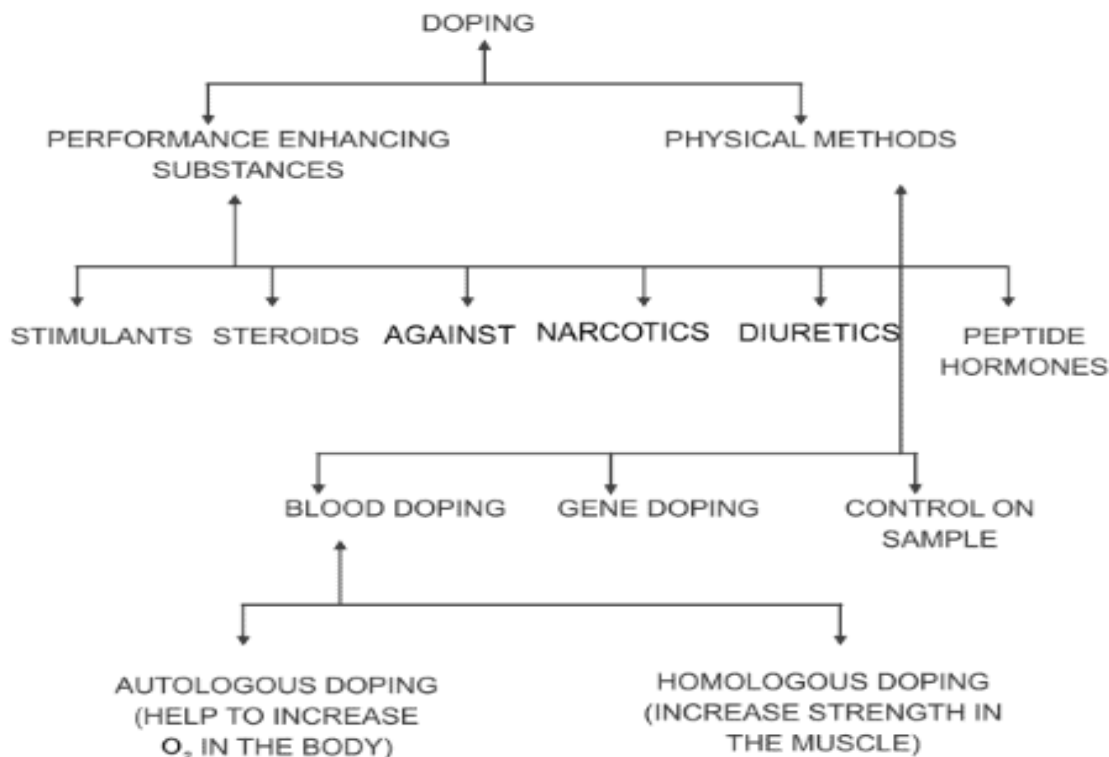 DOPING
PERFORMANCE ENHANCING
SUBSTANCES
PHYSICAL METHODS
STIMULANTS
STEROIDS
AGAINST
NARCOTICS
DIURETICS
PEPTIDE
HORMONES
BLOOD DOPING
GENE DOPING
CONTROL ON
SAMPLE
AUTOLOGOUS DOPING
(HELP TO INCREASE
O₂ IN THE BODY)
HOMOLOGOUS DOPING
(INCREASE STRENGTH IN
THE MUSCLE)